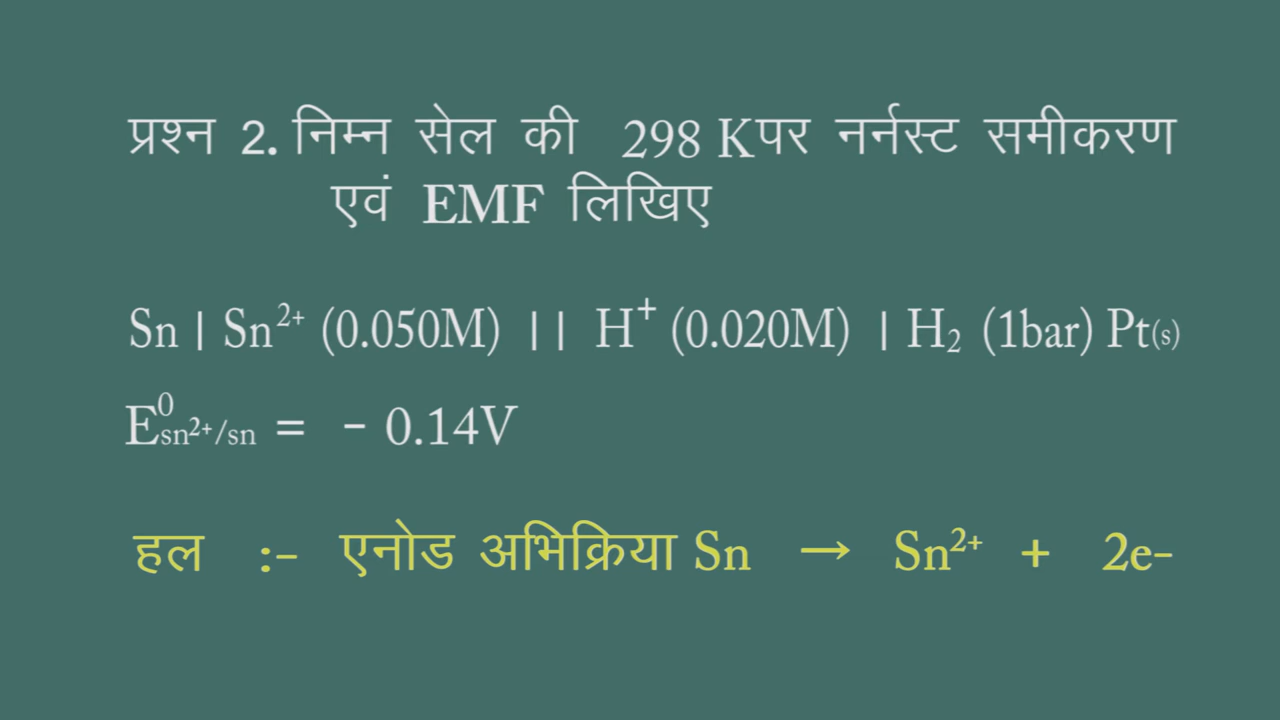 प्रश्न 2. निम्न सेल की 298 Kपर नर्नस्ट समीकरण
एवं EMF लिखिए
Sn | Sn²⁺ (0.050M) || H⁺ (0.020M) | H₂ (1bar) Pt(s)
E⁰sn²⁺/sn = - 0.14V
हल :- एनोड अभिक्रिया Sn → Sn²⁺ + 2e-